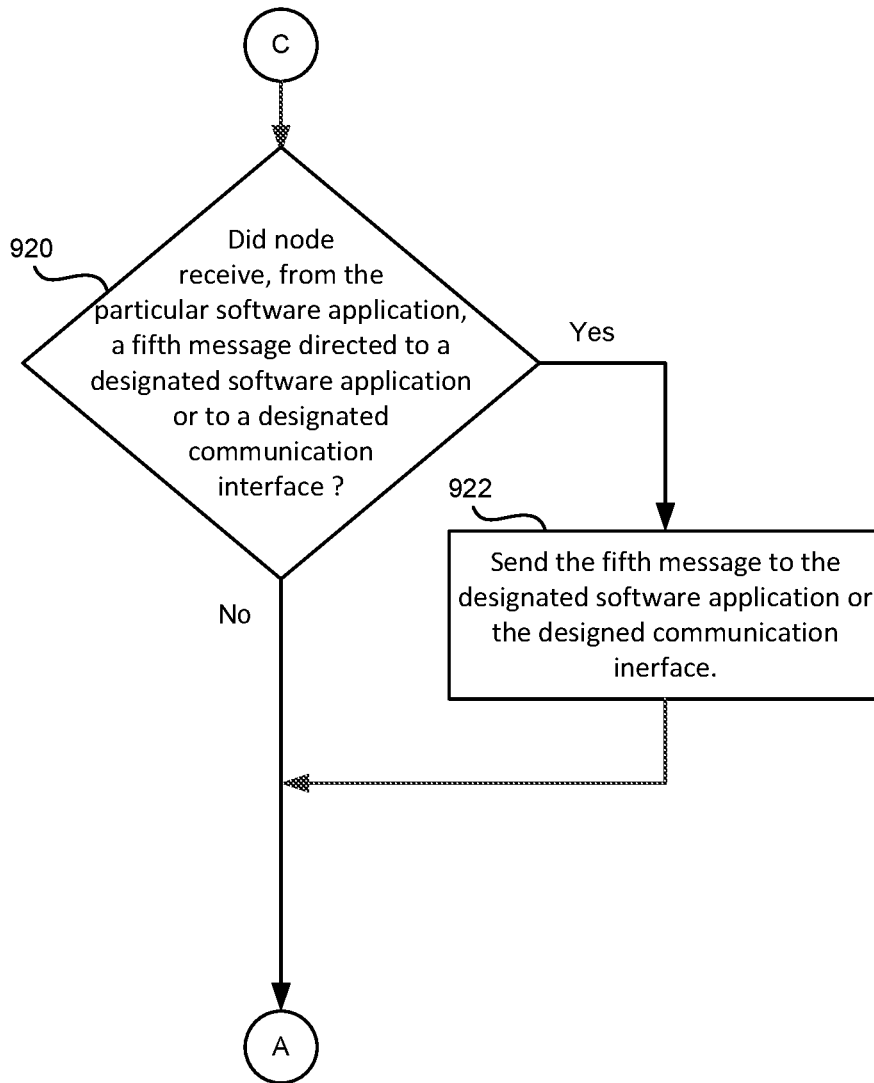 C
920
Did node
receive, from the
particular software application,
a fifth message directed to a
designated software application
or to a designated
communication
interface ?
Yes
922
Send the fifth message to the
designated software application or
the designed communication
inerface.
No
A